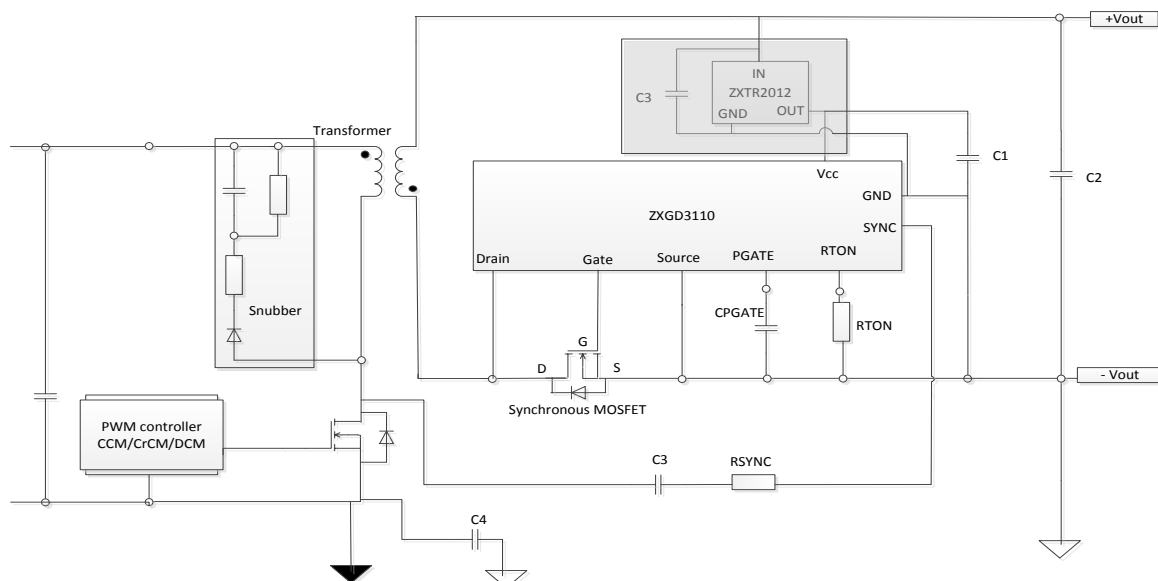 +Vout
IN
ZXTR2012
C3
GND
OUT
Transformer
C1
Vcc
C2
GND
ZXGD3110
SYNC
Drain
Gate
Source
PGATE
RTON
Snubber
CPGATE
RTON
G
D
S
- Vout
Synchronous MOSFET
PWM controller
CCM/CrCM/DCM
C3
RSYNC
C4